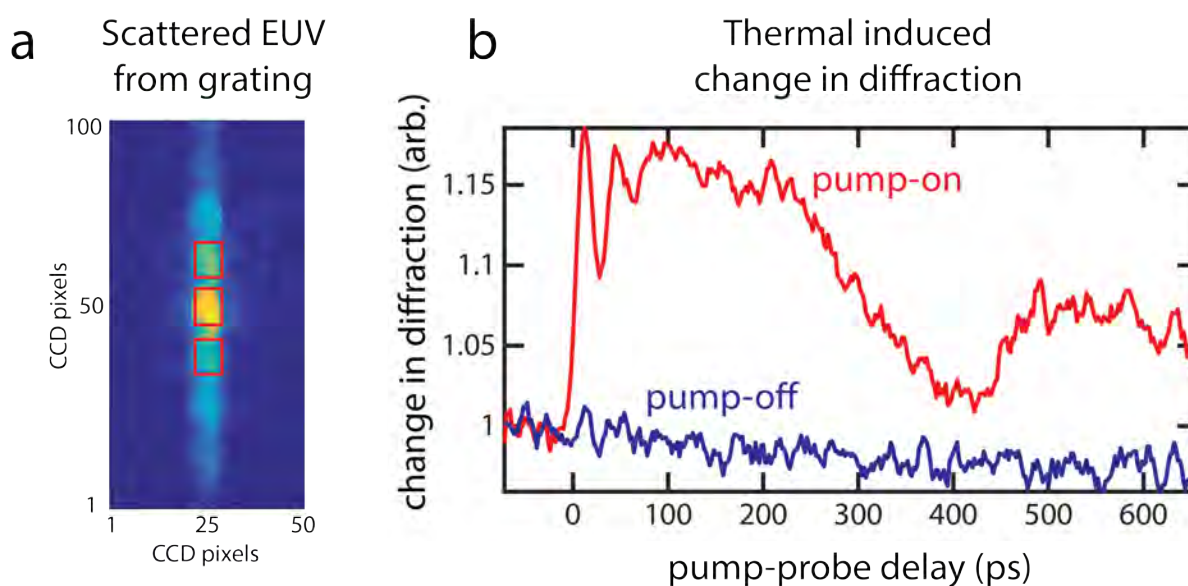 a
Scattered EUV
from grating
100
50
1
CCD pixels
1
25
50
CCD pixels
b
Thermal induced
change in diffraction
change in diffraction (arb.)
1.15
1.1
1.05
1
pump-on
pump-off
0
100
200
300
400
500
600
pump-probe delay (ps)